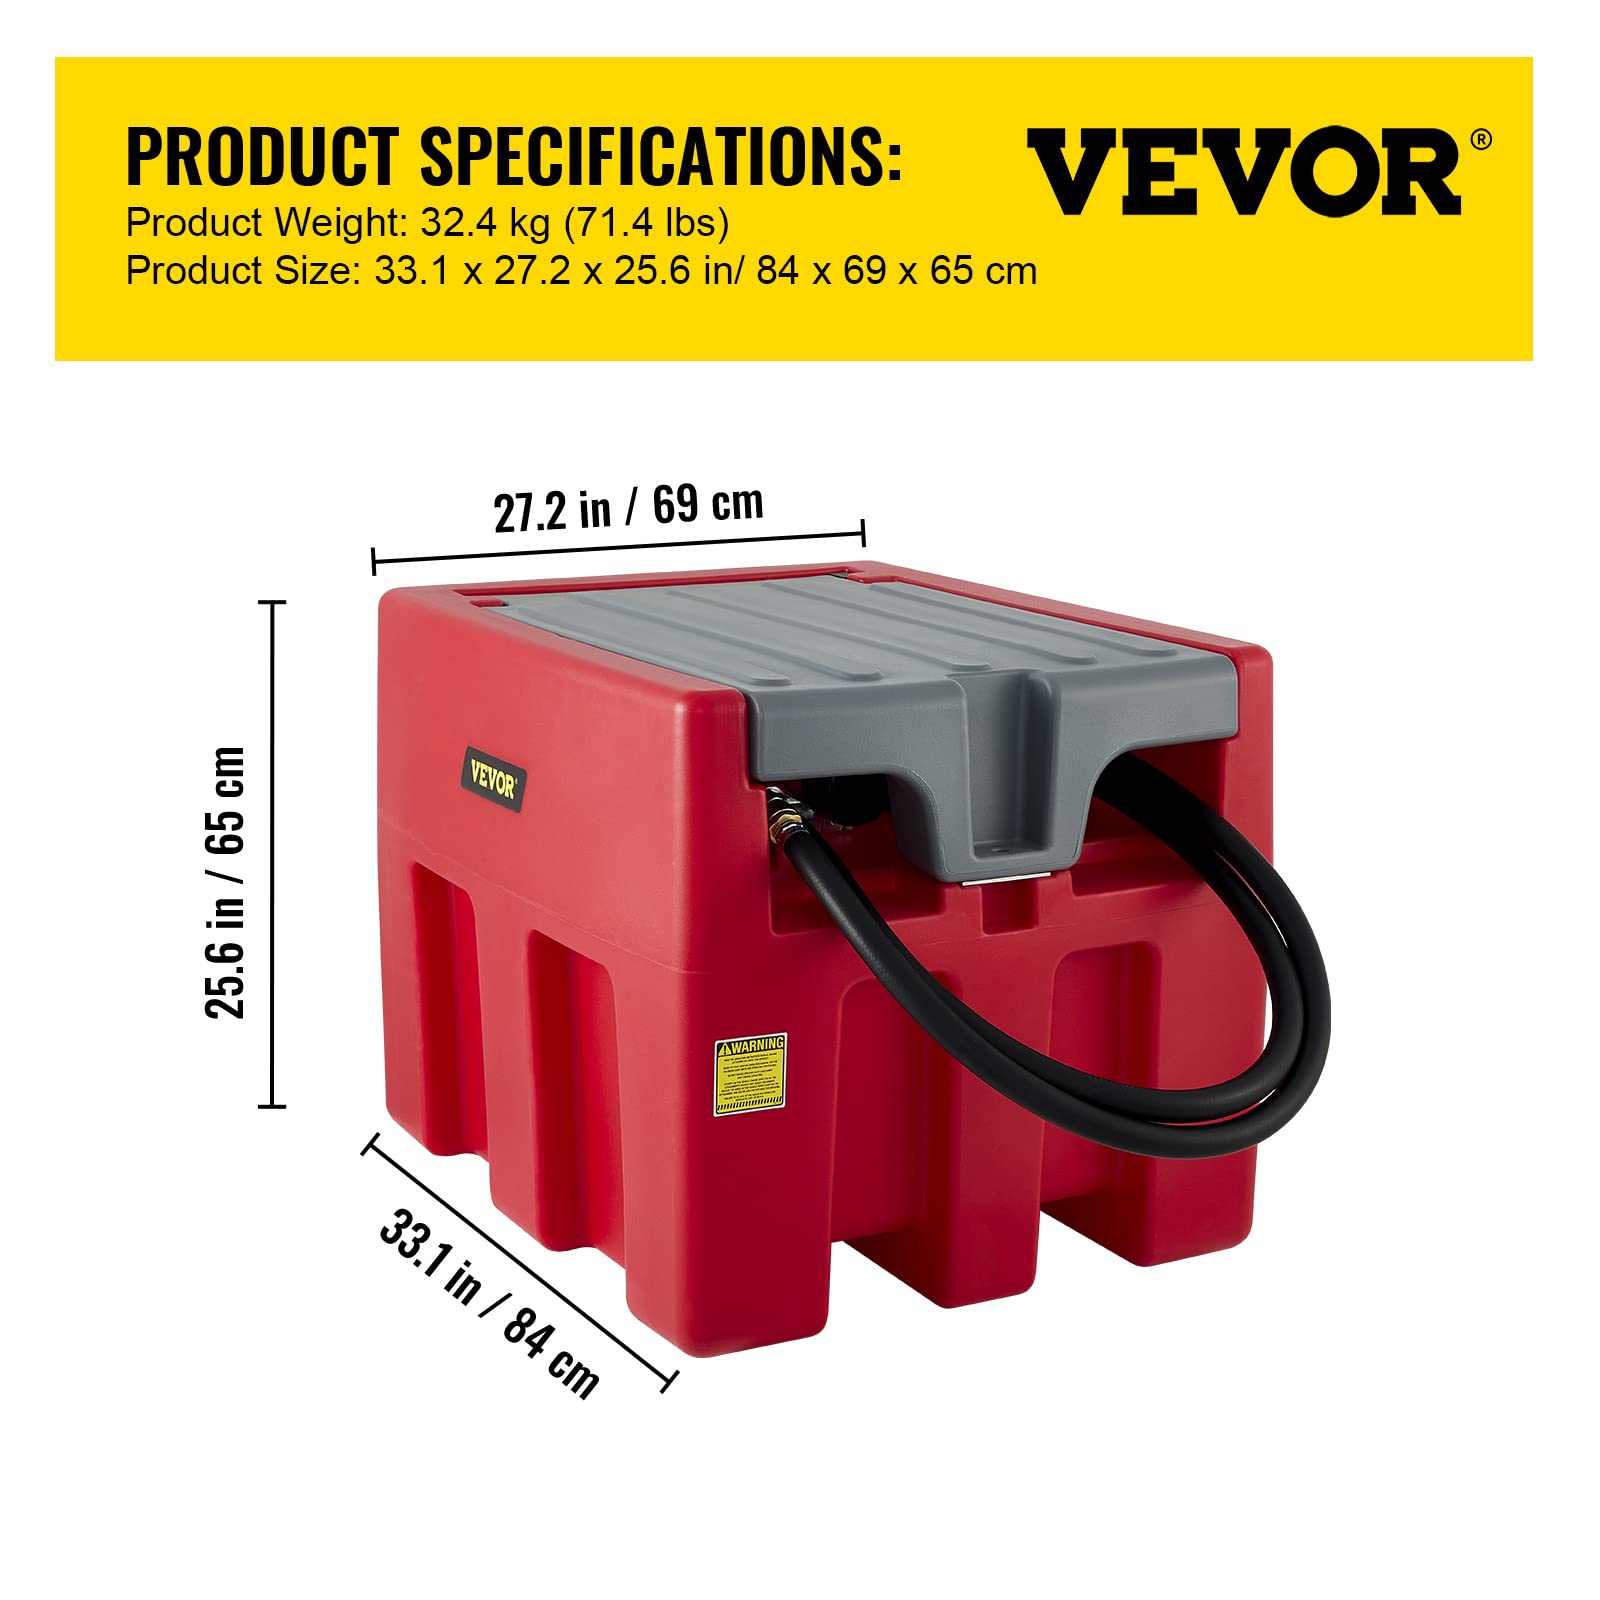 PRODUCT SPECIFICATIONS:
VEVOR®
Product Weight: 32.4 kg (71.4 lbs)
Product Size: 33.1 x 27.2 x 25.6 in/ 84 x 69 x 65 cm
27.2 in / 69 cm
25.6 in / 65 cm
VEVOR
WARNING
33.1 in / 84 cm